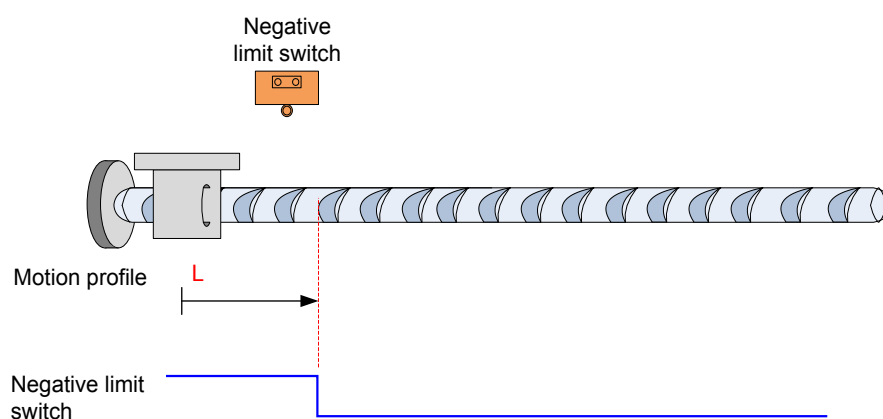 Negative
limit switch
Motion profile
L
Negative limit
switch